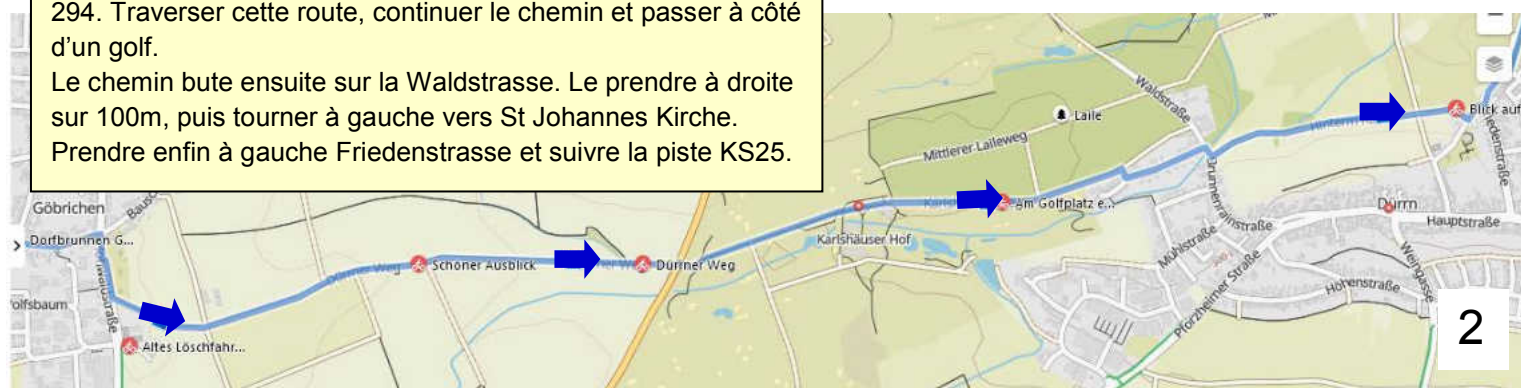 294. Traverser cette route, continuer le chemin et passer à côté
d'un golf.
Le chemin bute ensuite sur la Waldstrasse. Le prendre à droite
sur 100m, puis tourner à gauche vers St Johannes Kirche.
Prendre enfin à gauche Friedenstrasse et suivre la piste KS25.
Göbrichen
Dorfbrunnen G...
Altes Löschfahr...
Schöner Ausblick
Dürrner Weg
Karlshäuser Hof
Mittlerer Laileweg
Laile
Waldstraße
Am Golfplatz e...
Brunnenrainstraße
Mühlstraße
Pforzheimer Straße
Dürrn
Hauptstraße
Hohenstraße
Weingasse
Blick auf
2